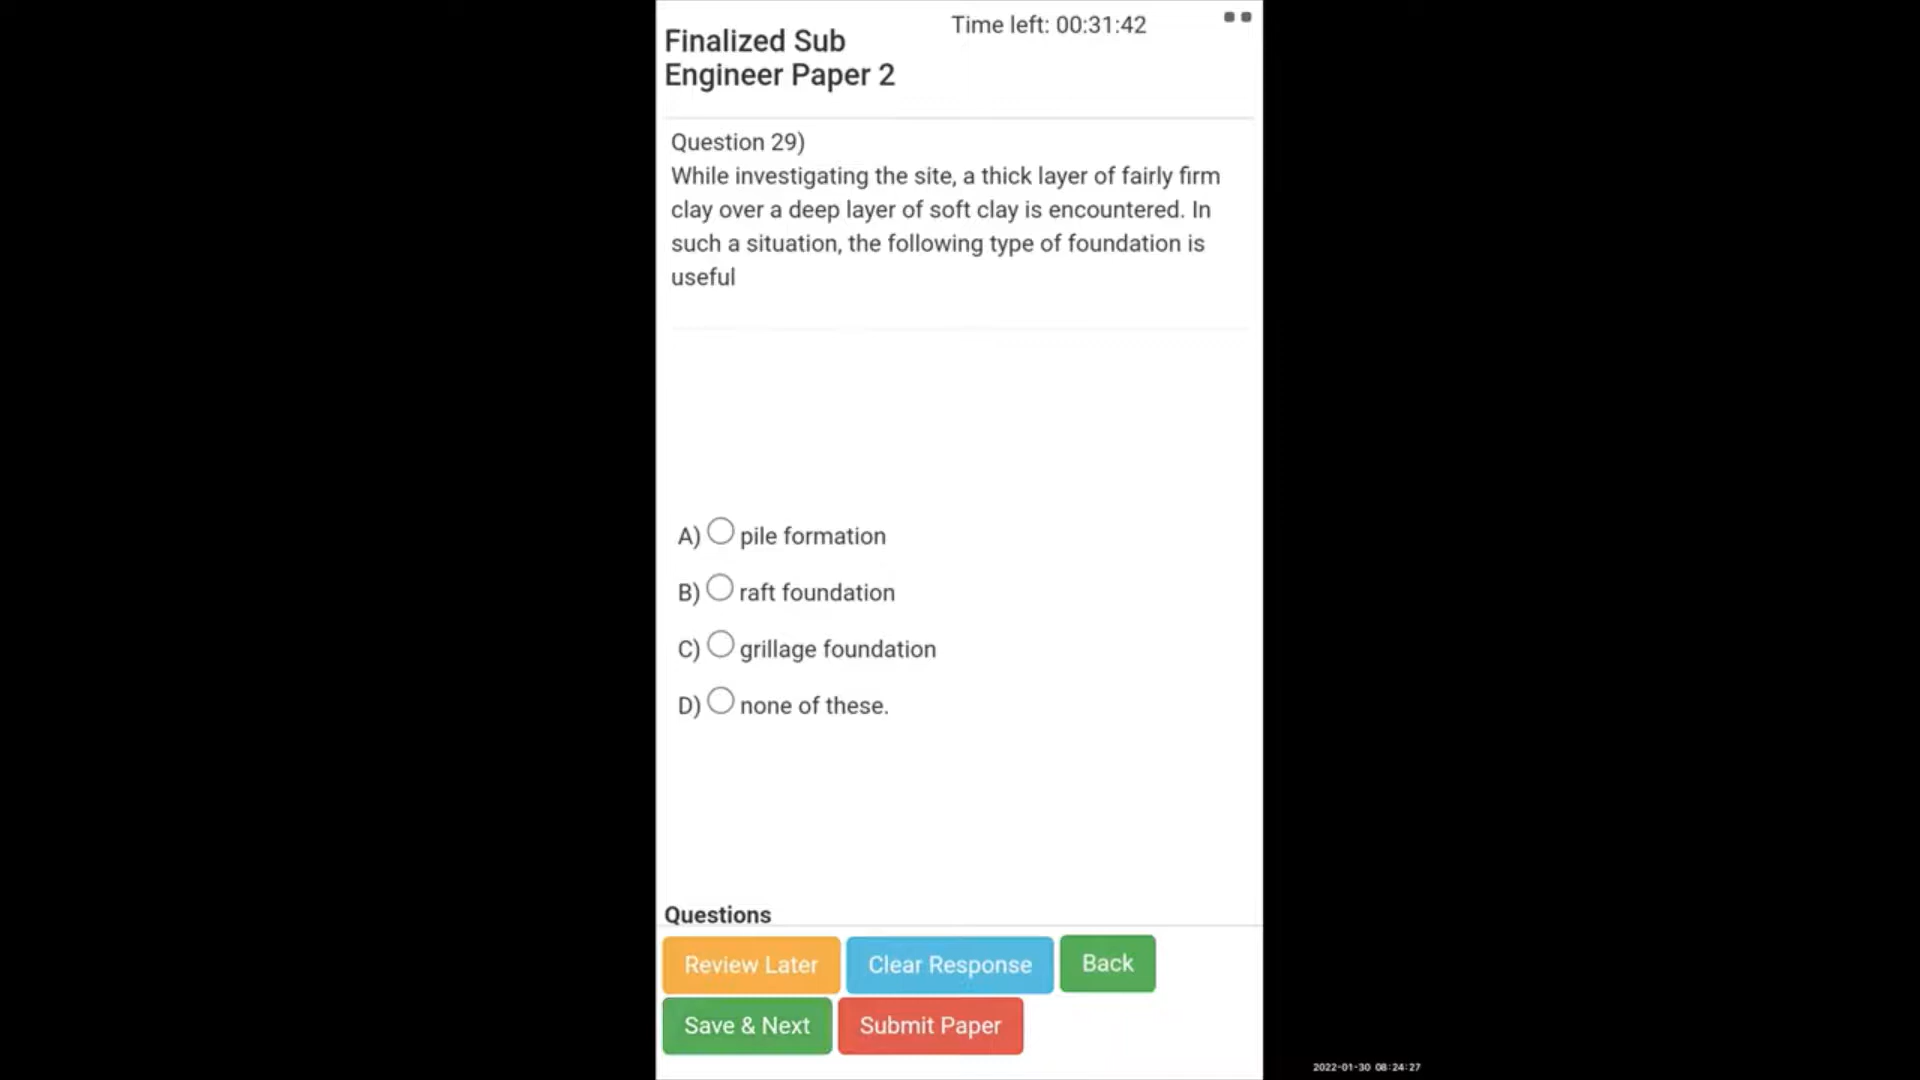 Time left: 00:31:42
Finalized Sub
Engineer Paper 2
Question 29)
While investigating the site, a thick layer of fairly firm
clay over a deep layer of soft clay is encountered. In
such a situation, the following type of foundation is
useful
A) pile formation
B) raft foundation
C) grillage foundation
D) none of these.
Questions
Review Later Clear Response Back
Save & Next Submit Paper
2022-01-30 08:24:27